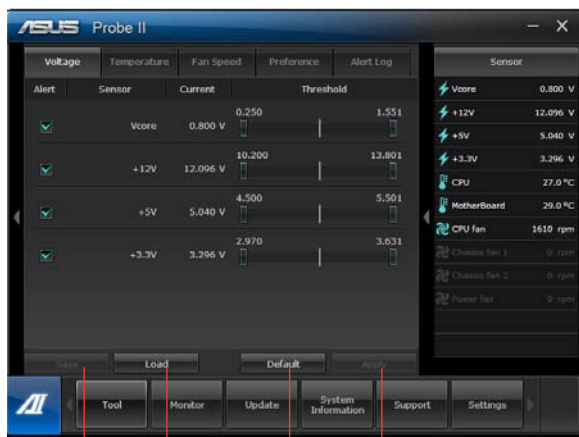 ASUS Probe II
Voltage Temperature Fan Speed Preference Alert Log
Alert Sensor Current Threshold
Vcore 0.800 V 0.250 1.551
+12V 12.096 V 10.200 13.801
+5V 5.040 V 4.500 5.501
+3.3V 3.296 V 2.970 3.631
Save Load Default Apply
Sensor
Vcore 0.800 V
+12V 12.096 V
+5V 5.040 V
+3.3V 3.296 V
CPU 27.0 °C
MotherBoard 29.0 °C
CPU fan 1610 rpm
Chassis fan 1 0 rpm
Chassis fan 2 0 rpm
Power fan 0 rpm
AI Tool Monitor Update System Information Support Settings